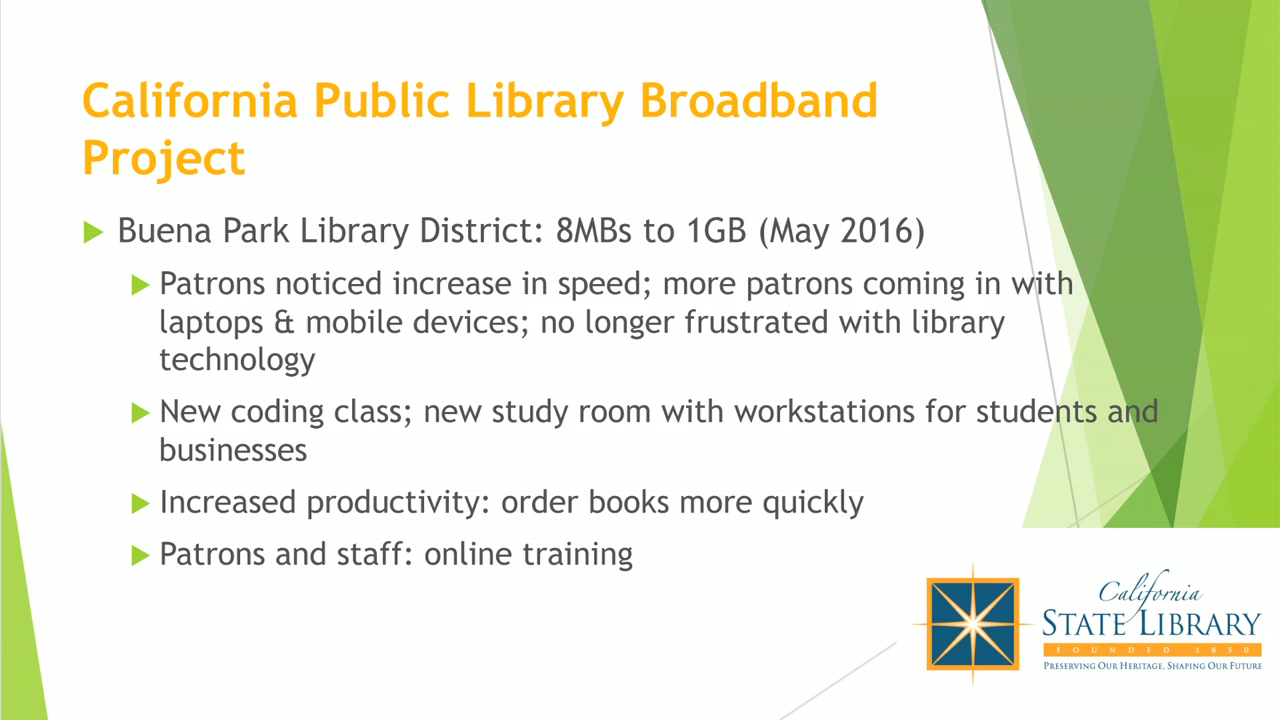 California Public Library Broadband
Project
Buena Park Library District: 8MBs to 1GB (May 2016)
Patrons noticed increase in speed; more patrons coming in with
laptops & mobile devices; no longer frustrated with library
technology
New coding class; new study room with workstations for students and
businesses
Increased productivity: order books more quickly
Patrons and staff: online training
California
STATE LIBRARY
FOUNDED 1850
PRESERVING OUR HERITAGE, SHAPING OUR FUTURE